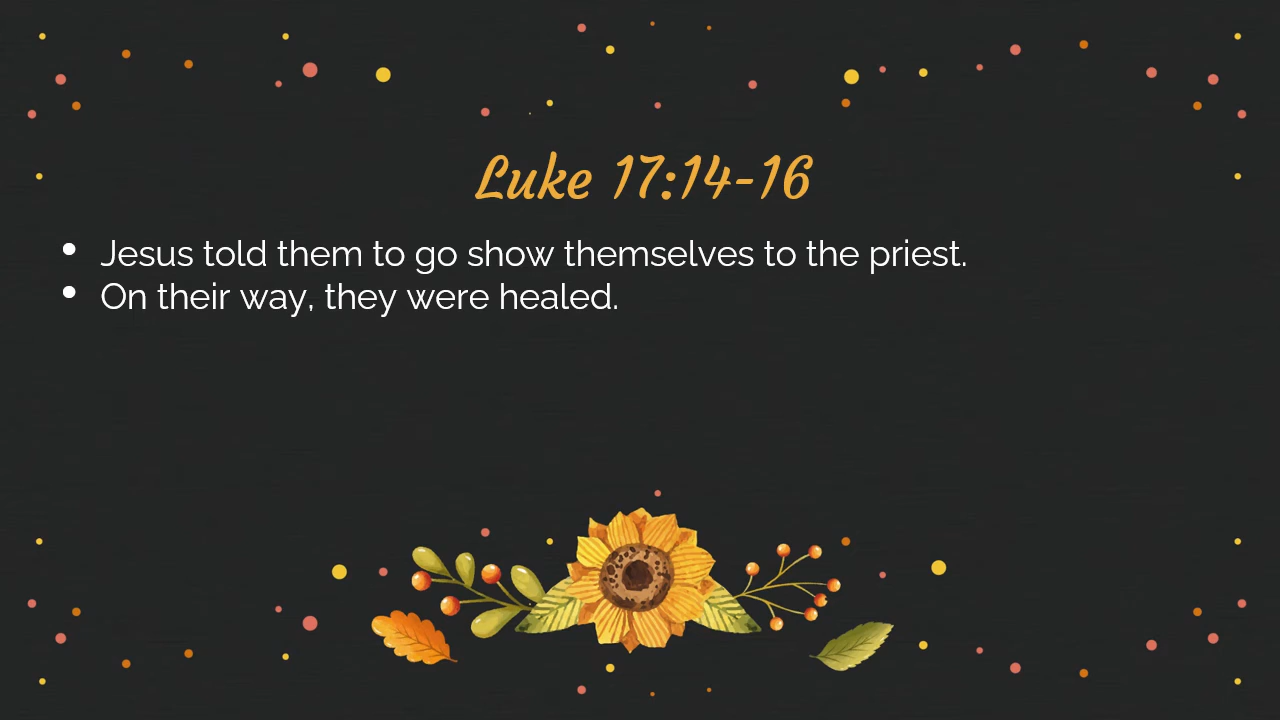 Luke 17:14-16
• Jesus told them to go show themselves to the priest.
• On their way, they were healed.